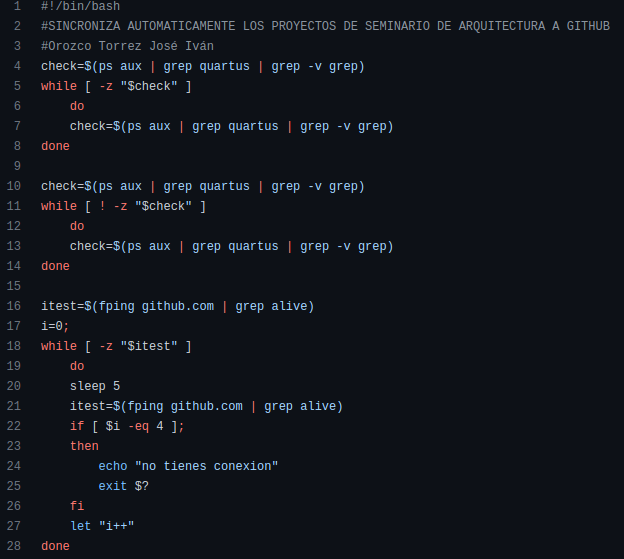 1 #!/bin/bash
2 #SINCRONIZA AUTOMATICAMENTE LOS PROYECTOS DE SEMINARIO DE ARQUITECTURA A GITHUB
3 #Orozco Torrez José Iván
4 check=$(ps aux | grep quartus | grep -v grep)
5 while [ -z "$check" ]
6     do
7     check=$(ps aux | grep quartus | grep -v grep)
8 done
9
10 check=$(ps aux | grep quartus | grep -v grep)
11 while [ ! -z "$check" ]
12     do
13     check=$(ps aux | grep quartus | grep -v grep)
14 done
15
16 itest=$(fping github.com | grep alive)
17 i=0;
18 while [ -z "$itest" ]
19     do
20     sleep 5
21     itest=$(fping github.com | grep alive)
22     if [ $i -eq 4 ];
23     then
24         echo "no tienes conexion"
25         exit $?
26     fi
27     let "i++"
28 done